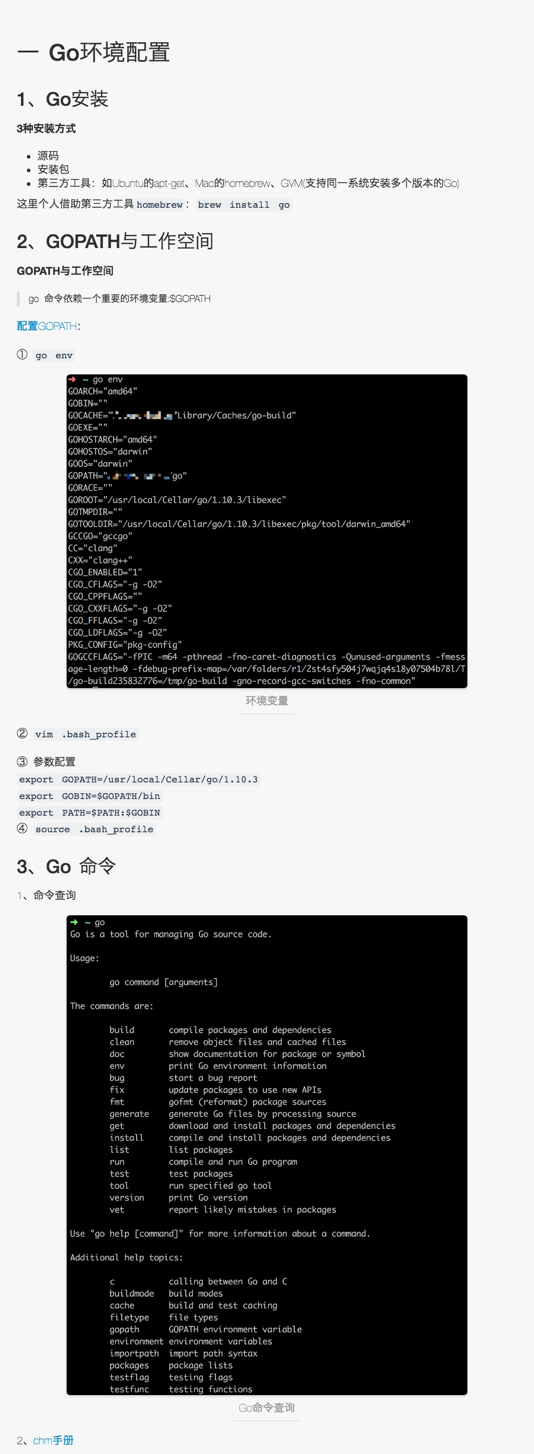 一 Go环境配置
1、Go安装
3种安装方式
源码
安装包
第三方工具：如Ubuntu的apt-get、Mac的homebrew、GVM(支持同一系统安装多个版本的Go)
这里个人借助第三方工具homebrew： brew install go
2、GOPATH与工作空间
GOPATH与工作空间
go 命令依赖一个重要的环境变量:$GOPATH
配置GOPATH：
① go env
➜ ~ go env
GOARCH="amd64"
GOBIN=""
GOCACHE="Library/Caches/go-build"
GOEXE=""
GOHOSTARCH="amd64"
GOHOSTOS="darwin"
GOOS="darwin"
GOPATH="go"
GORACE=""
GOROOT="/usr/local/Cellar/go/1.10.3/libexec"
GOTMPDIR=""
GOTOOLDIR="/usr/local/Cellar/go/1.10.3/libexec/pkg/tool/darwin_amd64"
GCCGO="gccgo"
CC="clang"
CXX="clang++"
CGO_ENABLED="1"
CGO_CFLAGS="-g -O2"
CGO_CPPFLAGS=""
CGO_CXXFLAGS="-g -O2"
CGO_FFLAGS="-g -O2"
CGO_LDFLAGS="-g -O2"
PKG_CONFIG="pkg-config"
GOGCCFLAGS="-fPIC -m64 -pthread -fno-caret-diagnostics -Qunused-arguments -fmess
age-length=0 -fdebug-prefix-map=/var/folders/r1/2st4sfy504j7wqjq4s18y07504b78l/T
/go-build235832776=/tmp/go-build -gno-record-gcc-switches -fno-common"
环境变量
② vim .bash_profile
③ 参数配置
export GOPATH=/usr/local/Cellar/go/1.10.3
export GOBIN=$GOPATH/bin
export PATH=$PATH:$GOBIN
④ source .bash_profile
3、Go 命令
1、命令查询
➜ ~ go
Go is a tool for managing Go source code.
Usage:
go command [arguments]
The commands are:
build compile packages and dependencies
clean remove object files and cached files
doc show documentation for package or symbol
env print Go environment information
bug start a bug report
fix update packages to use new APIs
fmt gofmt (reformat) package sources
generate generate Go files by processing source
get download and install packages and dependencies
install compile and install packages and dependencies
list list packages
run compile and run Go program
test test packages
tool run specified go tool
version print Go version
vet report likely mistakes in packages
Use "go help [command]" for more information about a command.
Additional help topics:
c calling between Go and C
buildmode build modes
cache build and test caching
filetype file types
gopath GOPATH environment variable
environment environment variables
importpath import path syntax
packages package lists
testflag testing flags
testfunc testing functions
Go命令查询
2、chm手册